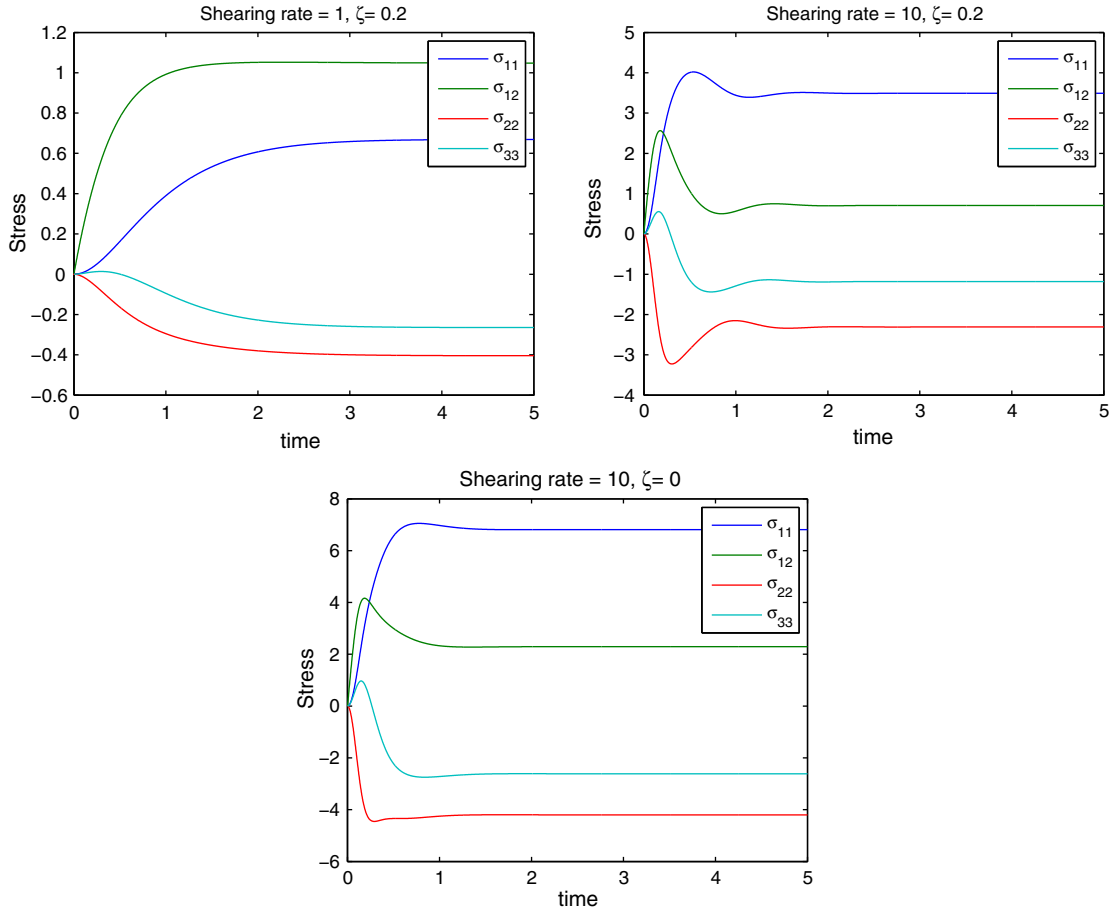 Shearing rate = 1, ζ= 0.2
Stress
1.2
1
0.8
0.6
0.4
0.2
0
−0.2
−0.4
−0.6
0 1 2 3 4 5
time
σ11
σ12
σ22
σ33
Shearing rate = 10, ζ= 0.2
Stress
5
4
3
2
1
0
−1
−2
−3
−4
0 1 2 3 4 5
time
σ11
σ12
σ22
σ33
Shearing rate = 10, ζ= 0
Stress
8
6
4
2
0
−2
−4
−6
0 1 2 3 4 5
time
σ11
σ12
σ22
σ33